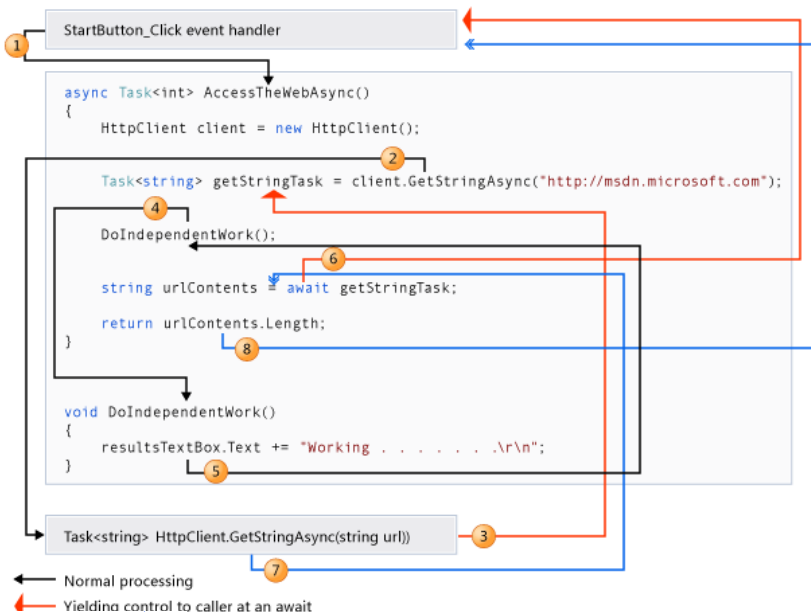 StartButton_Click event handler
1
async Task<int> AccessTheWebAsync()
{
HttpClient client = new HttpClient();
2
Task<string> getStringTask = client.GetStringAsync("http://msdn.microsoft.com");
4
DoIndependentWork();
6
string urlContents = await getStringTask;
return urlContents.Length;
}
8
void DoIndependentWork()
{
resultsTextBox.Text += "Working . . . . . . .\r\n";
}
5
Task<string> HttpClient.GetStringAsync(string url))
3
7
Normal processing
Yielding control to caller at an await